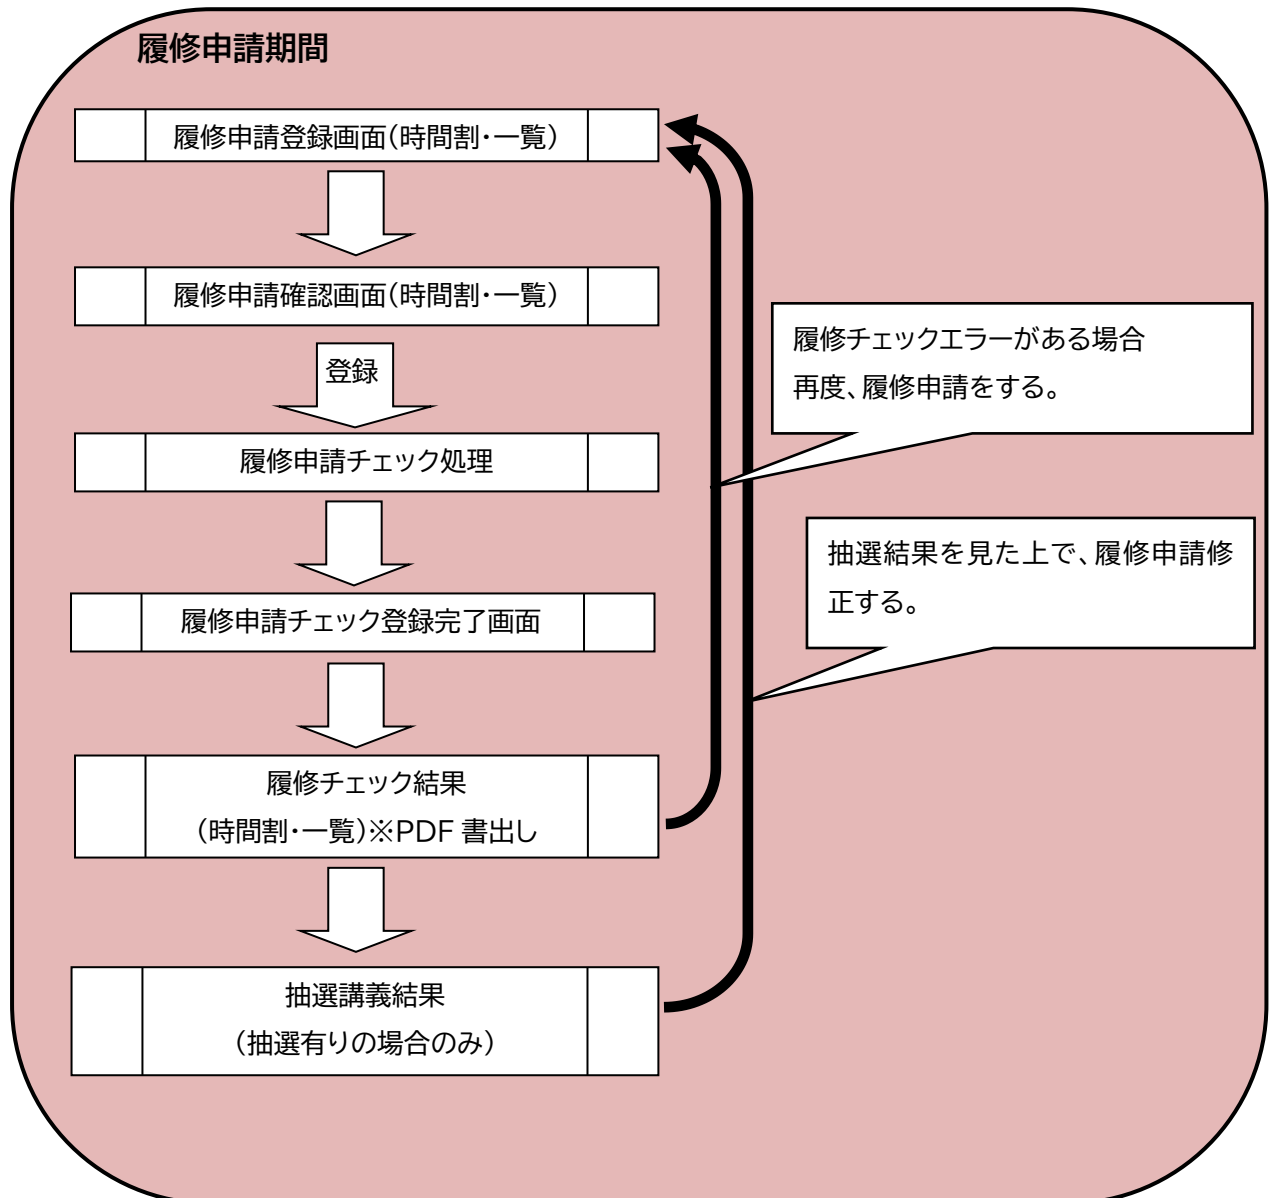 履修申請期間
履修申請登録画面(時間割・一覧)
履修申請確認画面(時間割・一覧)
登録
履修申請チェック処理
履修申請チェック登録完了画面
履修チェック結果
(時間割・一覧)※PDF 書出し
抽選講義結果
(抽選有りの場合のみ)
履修チェックエラーがある場合
再度、履修申請をする。
抽選結果を見た上で、履修申請修
正する。